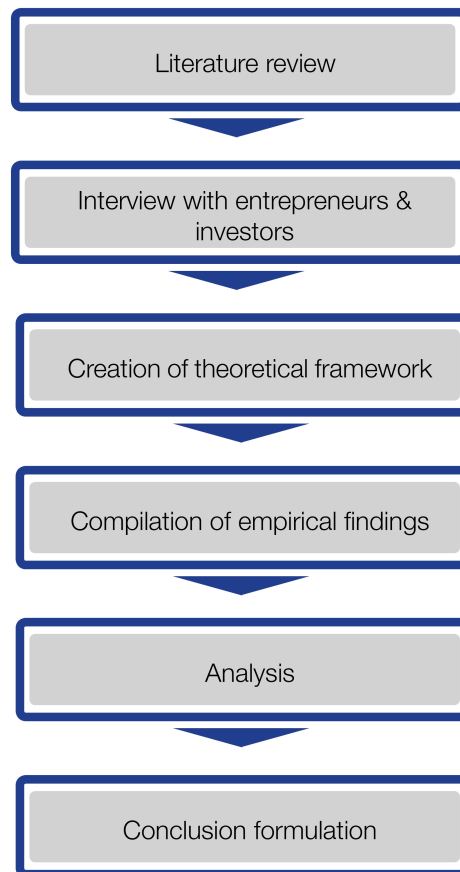 Literature review
Interview with entrepreneurs &
investors
Creation of theoretical framework
Compilation of empirical findings
Analysis
Conclusion formulation